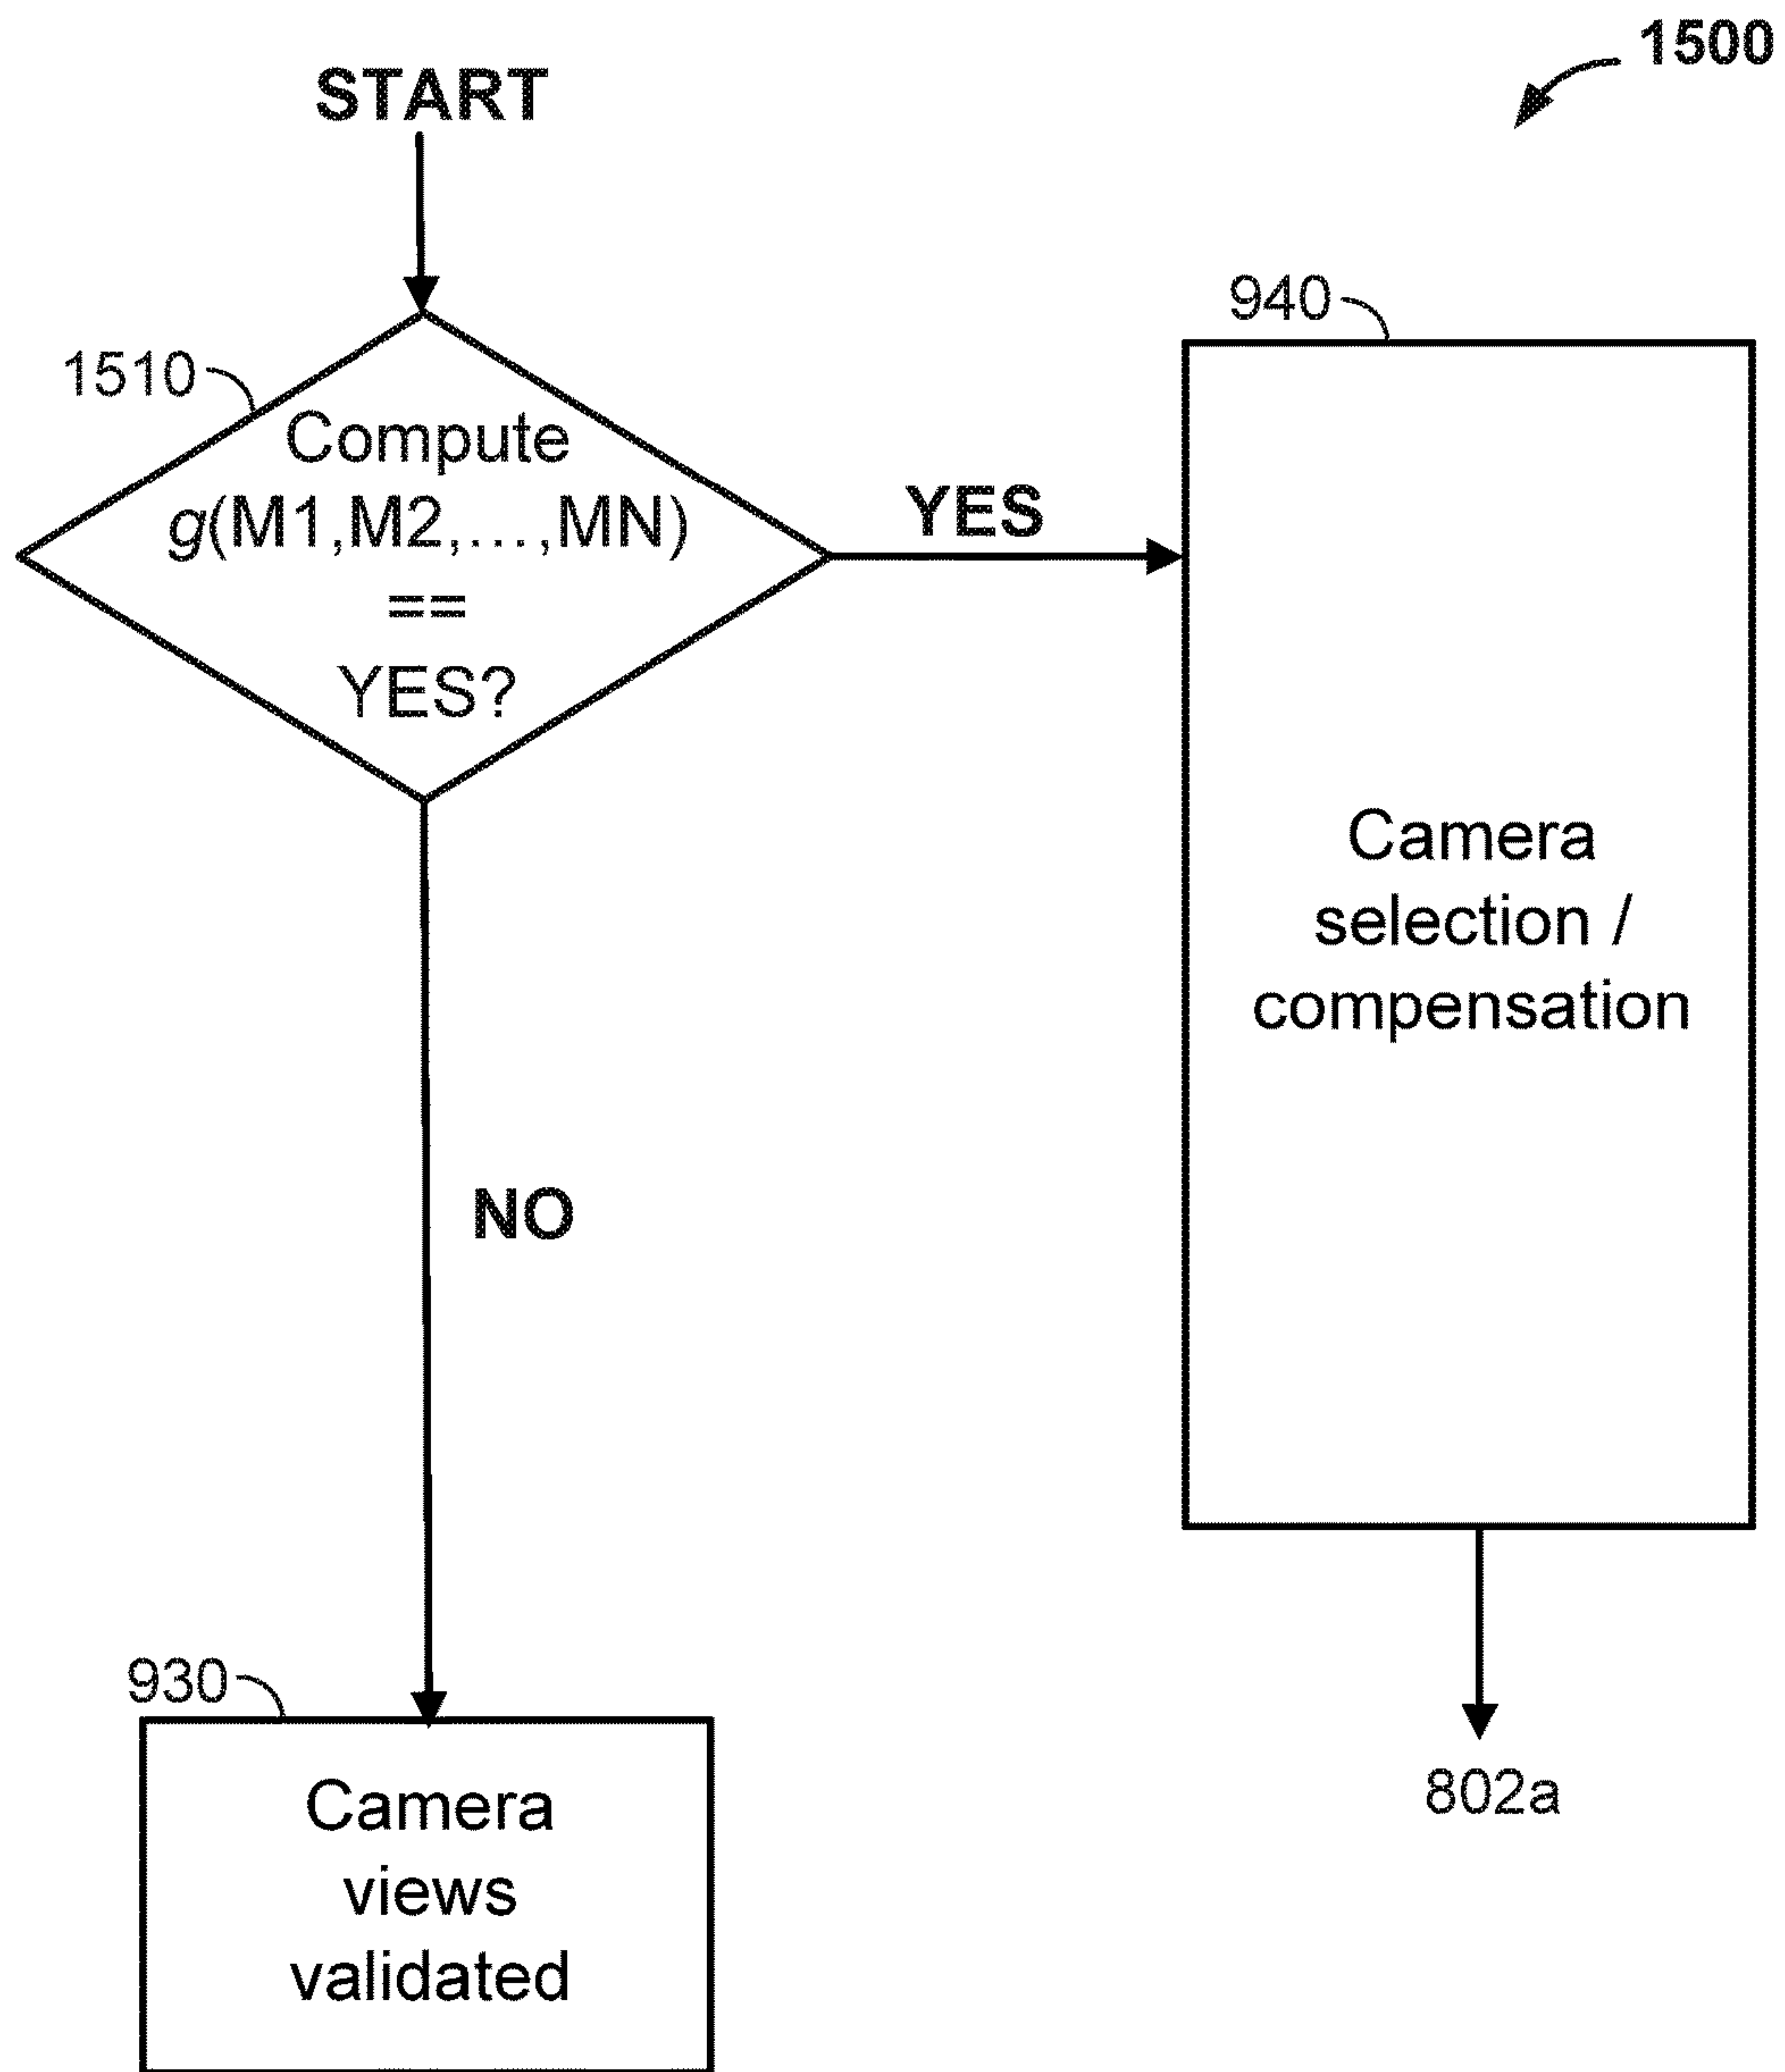 1500
START
940
1510
Compute
g(M1,M2,...,MN)
==
YES?
YES
Camera
selection /
compensation
NO
930
Camera
views
validated
802a